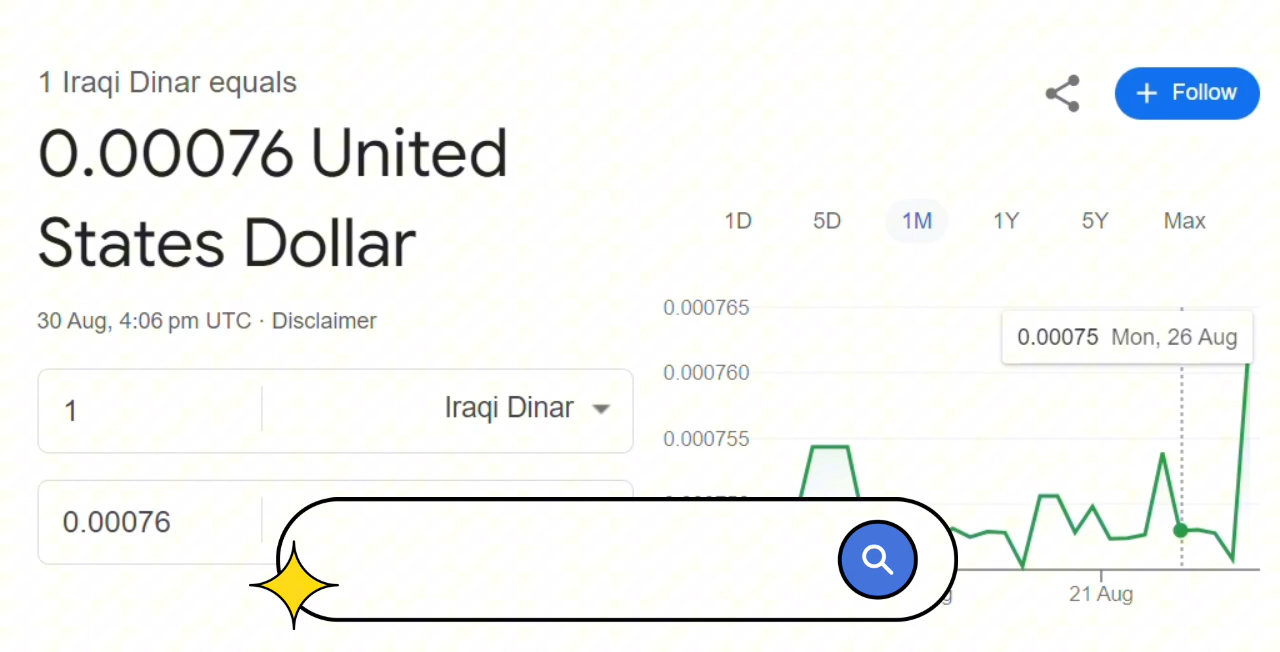 1 Iraqi Dinar equals
0.00076 United
States Dollar
30 Aug, 4:06 pm UTC · Disclaimer
1
Iraqi Dinar
0.00076
+ Follow
1D 5D 1M 1Y 5Y Max
0.000765
0.00075 Mon, 26 Aug
0.000760
0.000755
21 Aug